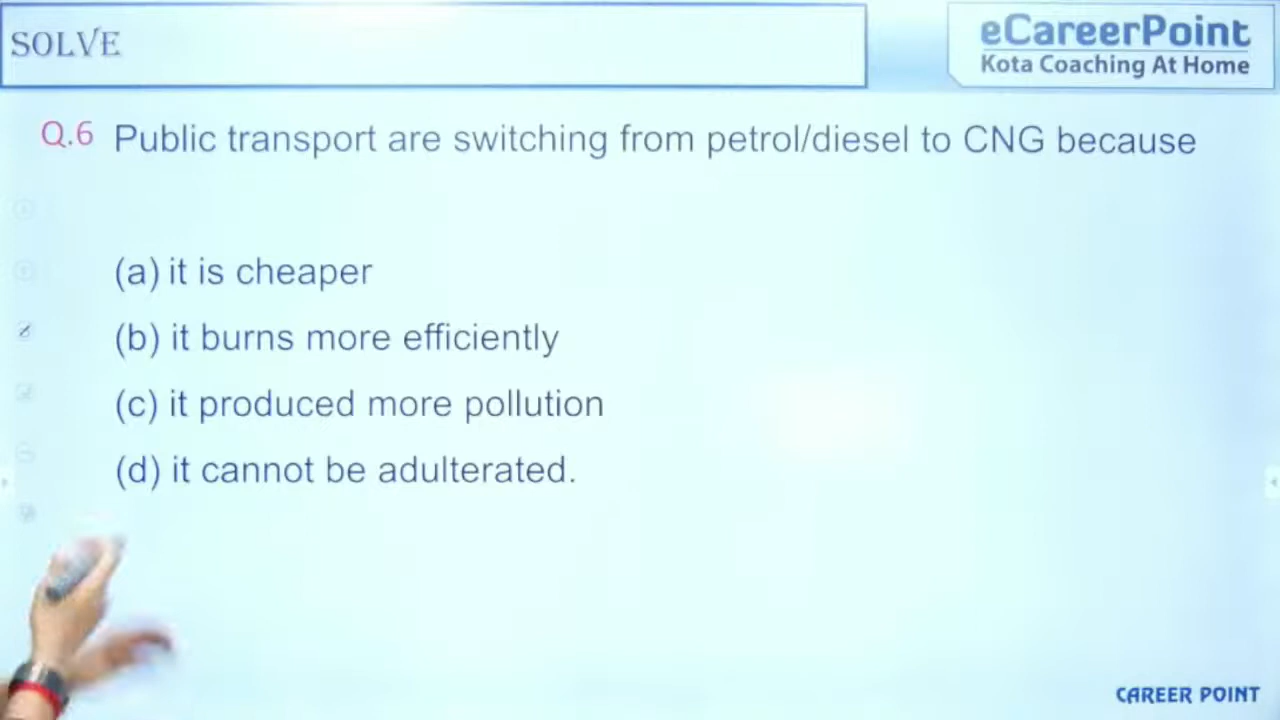 SOLVE
eCareerPoint
Kota Coaching At Home
Q.6 Public transport are switching from petrol/diesel to CNG because
(a) it is cheaper
(b) it burns more efficiently
(c) it produced more pollution
(d) it cannot be adulterated.
CAREER POINT